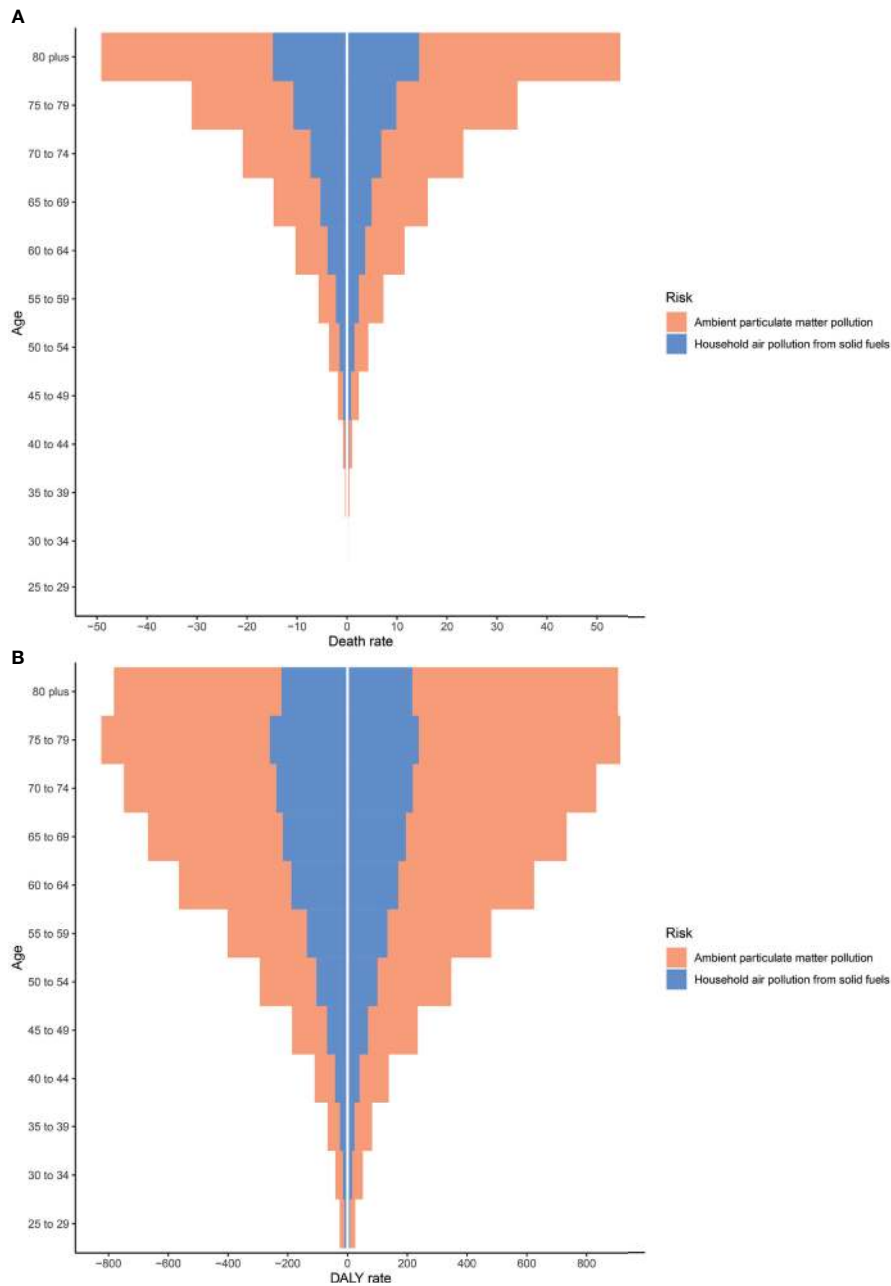 A
80 plus
75 to 79
70 to 74
65 to 69
60 to 64
55 to 59
50 to 54
45 to 49
40 to 44
35 to 39
30 to 34
25 to 29
Age
−50 −40 −30 −20 −10 0 10 20 30 40 50
Death rate
Risk
Ambient particulate matter pollution
Household air pollution from solid fuels
B
80 plus
75 to 79
70 to 74
65 to 69
60 to 64
55 to 59
50 to 54
45 to 49
40 to 44
35 to 39
30 to 34
25 to 29
Age
−800 −600 −400 −200 0 200 400 600 800
DALY rate
Risk
Ambient particulate matter pollution
Household air pollution from solid fuels